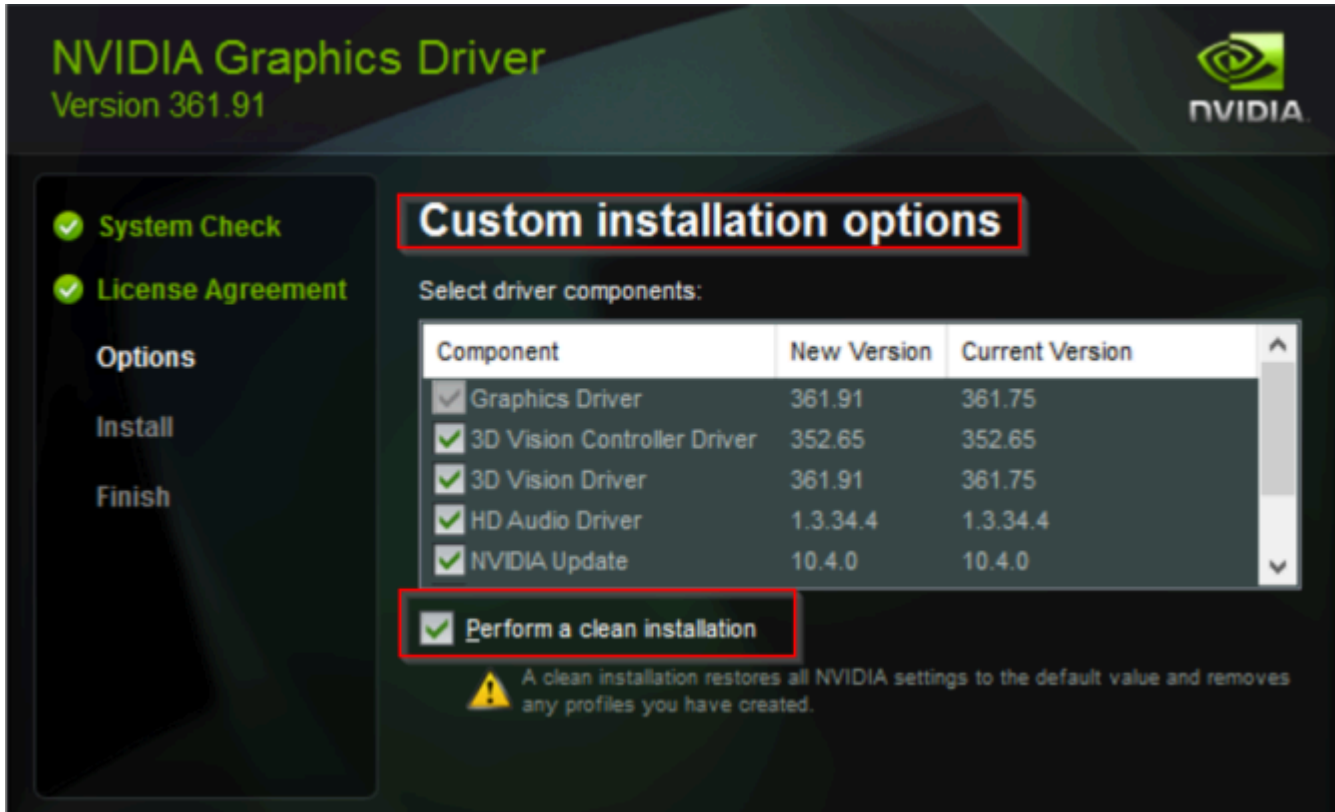 NVIDIA Graphics Driver
Version 361.91
NVIDIA.
System Check
License Agreement
Options
Install
Finish
Custom installation options
Select driver components:
Component New Version Current Version
Graphics Driver 361.91 361.75
3D Vision Controller Driver 352.65 352.65
3D Vision Driver 361.91 361.75
HD Audio Driver 1.3.34.4 1.3.34.4
NVIDIA Update 10.4.0 10.4.0
Perform a clean installation
A clean installation restores all NVIDIA settings to the default value and removes
any profiles you have created.